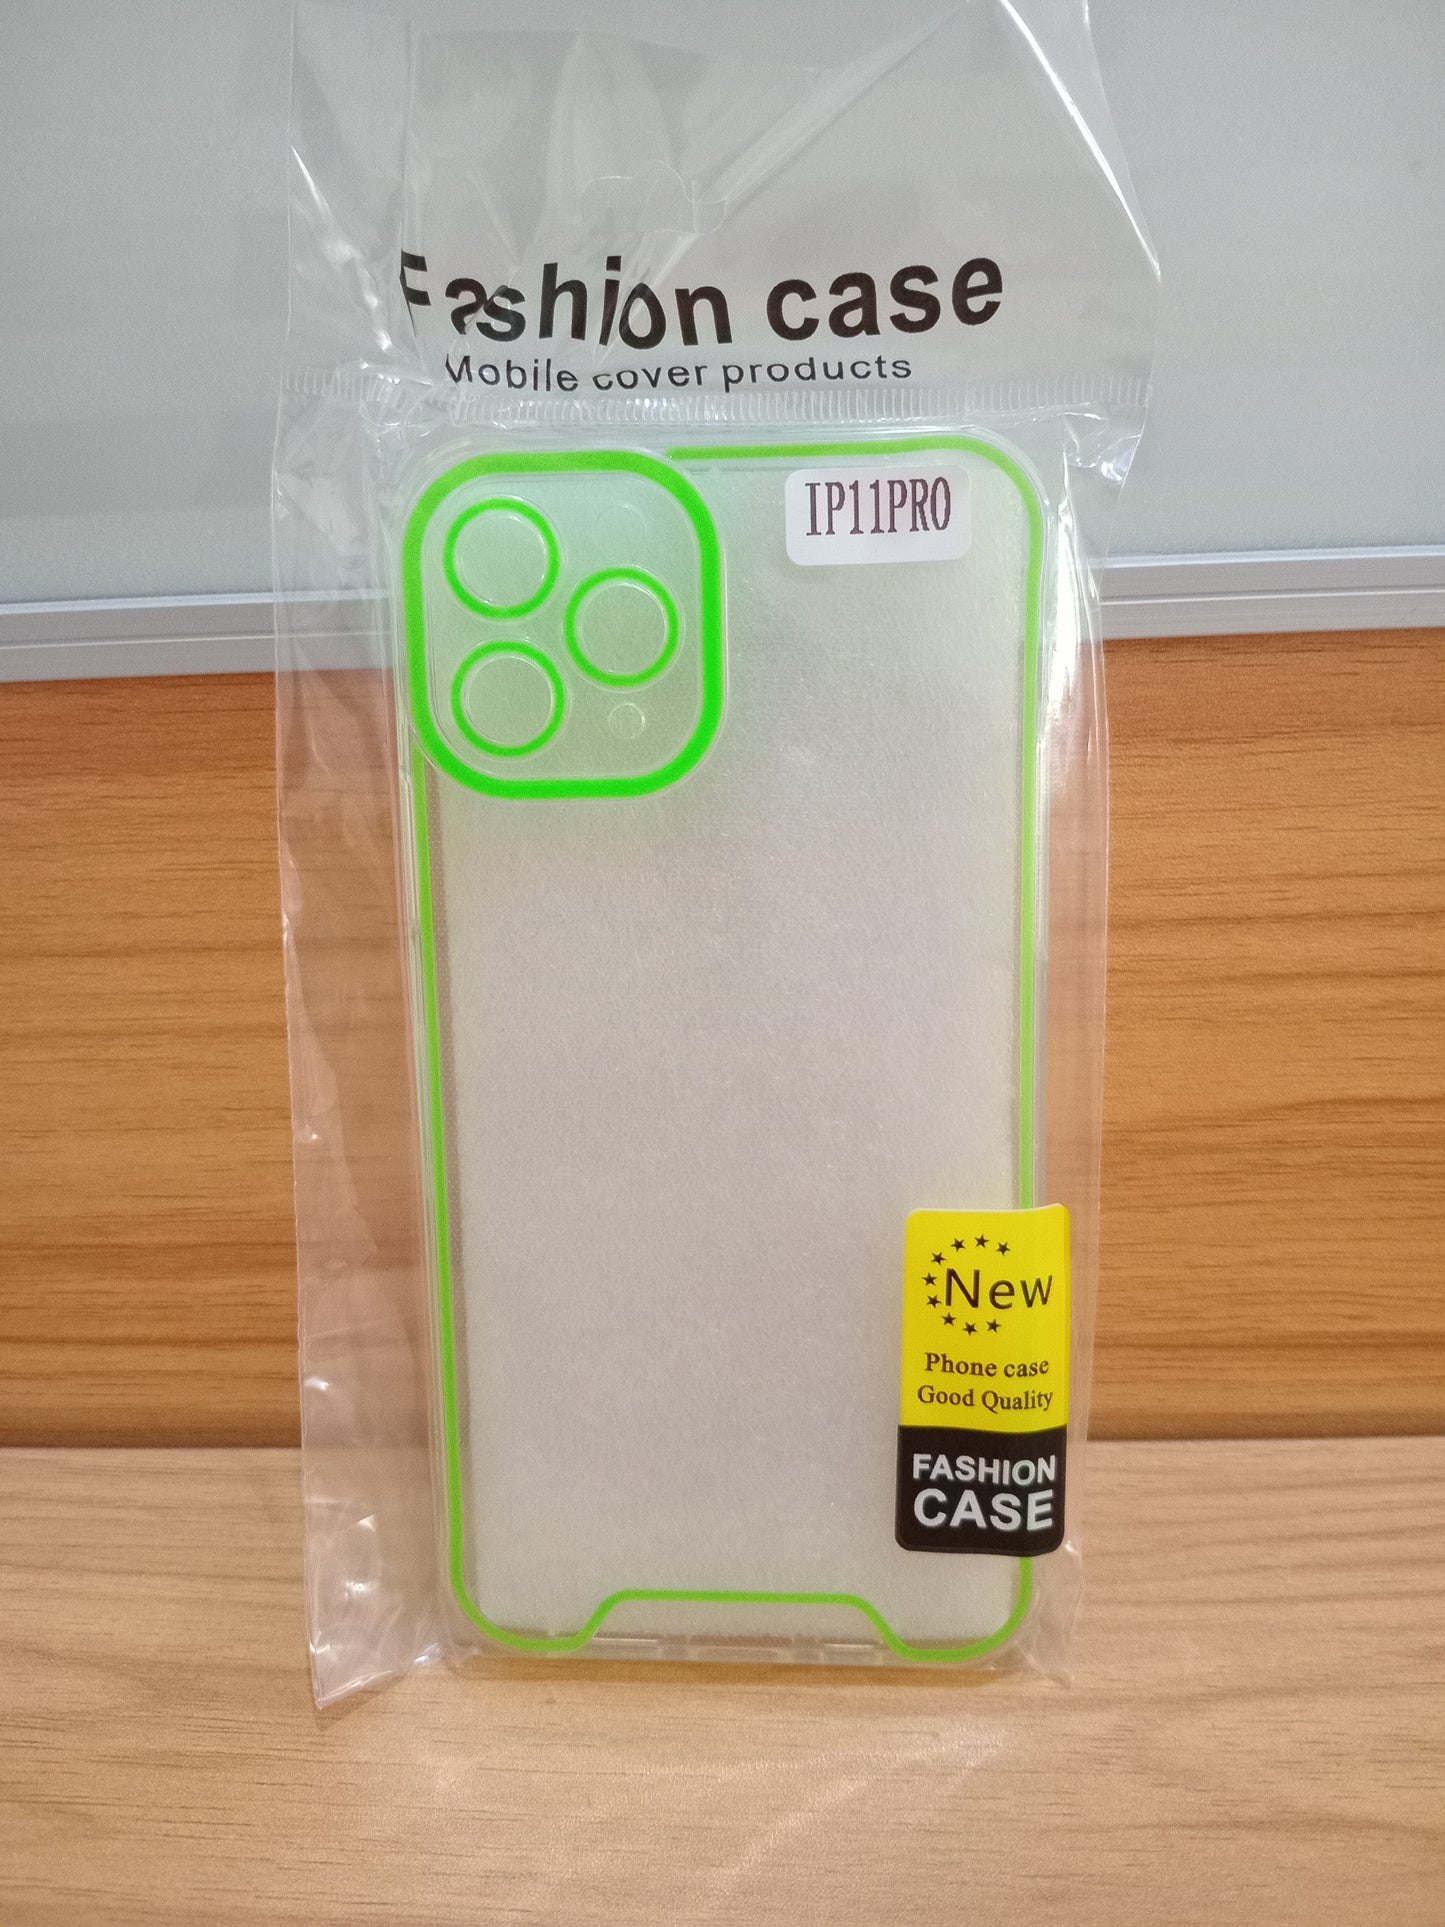 Fashion case
Mobile cover products
IP11PRO
New
Phone case
Good Quality
FASHION
CASE